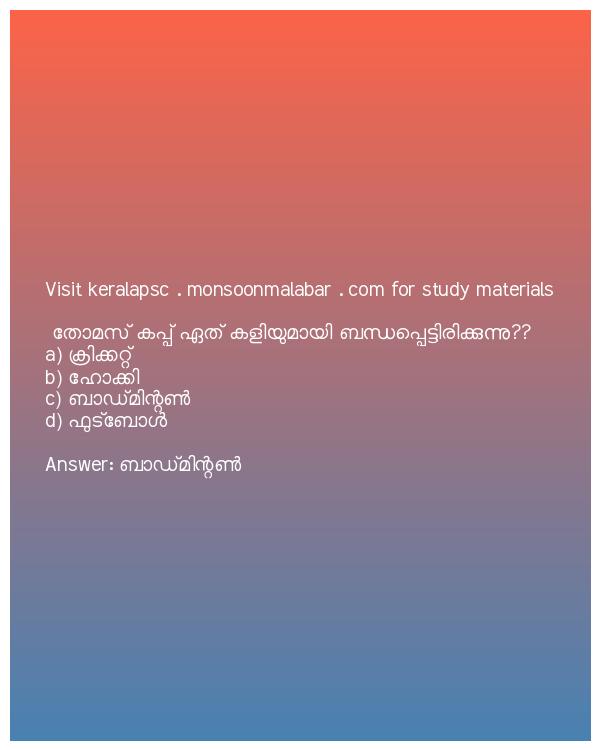 Visit keralapsc . monsoonmalabar . com for study materials
തോമസ് കപ്പ് ഏത് കളിയുമായി ബന്ധപ്പെട്ടിരിക്കുന്നു??
a) ക്രിക്കറ്റ്
b) ഹോക്കി
c) ബാഡ്മിന്റൺ
d) ഫുട്ബോൾ
Answer: ബാഡ്മിന്റൺ